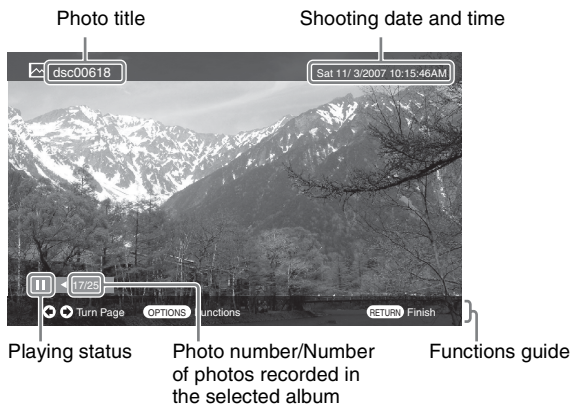 Photo title
Shooting date and time
dsc00618
Sat 11/ 3/2007 10:15:46AM
17/25
Turn Page OPTIONS Functions RETURN Finish
Playing status
Photo number/Number
of photos recorded in
the selected album
Functions guide